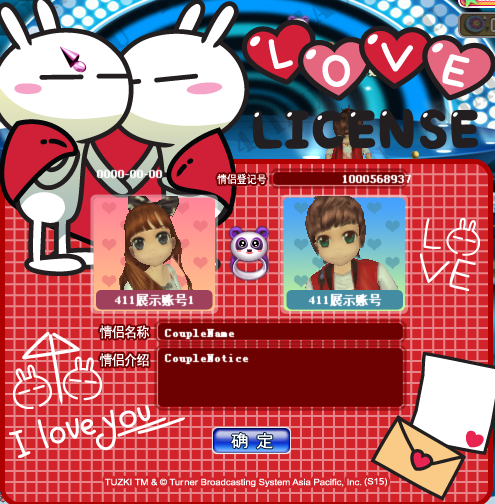 LOVE
LICENSE
0000-00-00
情侣登记号 1000568937
411展示账号1
411展示账号
LOVE
情侣名称 CoupleName
情侣介绍 CoupleNotice
I love you
确 定
TUZKI TM & © Turner Broadcasting System Asia Pacific, Inc. (S15)